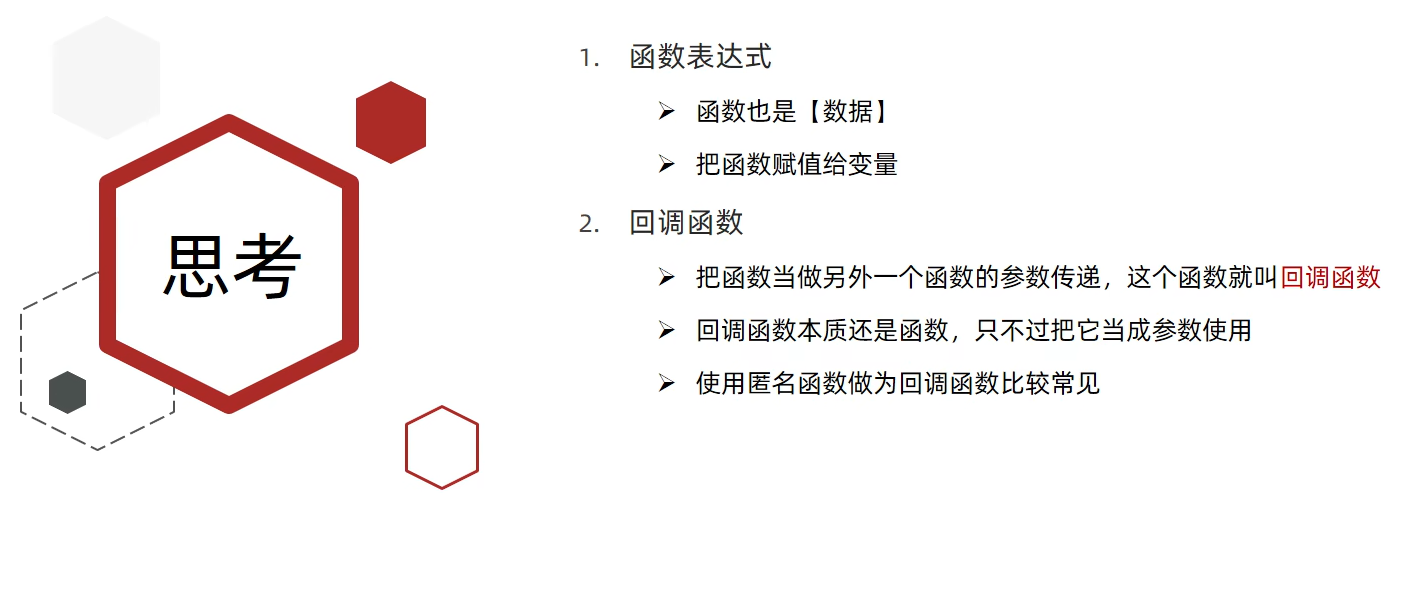 思考
1. 函数表达式
➢ 函数也是【数据】
➢ 把函数赋值给变量
2. 回调函数
➢ 把函数当做另外一个函数的参数传递，这个函数就叫回调函数
➢ 回调函数本质还是函数，只不过把它当成参数使用
➢ 使用匿名函数做为回调函数比较常见